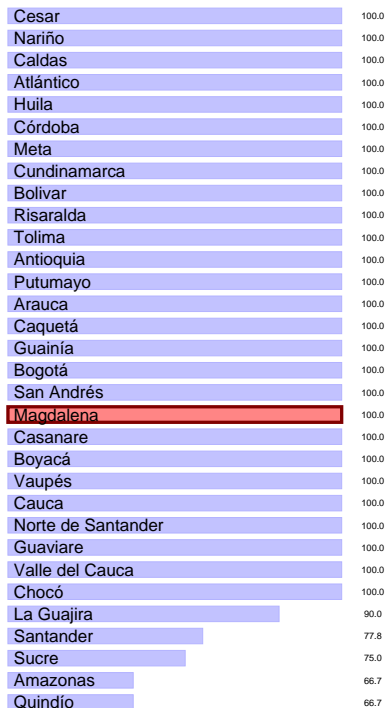 Cesar 100.0
Nariño 100.0
Caldas 100.0
Atlántico 100.0
Huila 100.0
Córdoba 100.0
Meta 100.0
Cundinamarca 100.0
Bolivar 100.0
Risaralda 100.0
Tolima 100.0
Antioquia 100.0
Putumayo 100.0
Arauca 100.0
Caquetá 100.0
Guainía 100.0
Bogotá 100.0
San Andrés 100.0
Magdalena 100.0
Casanare 100.0
Boyacá 100.0
Vaupés 100.0
Cauca 100.0
Norte de Santander 100.0
Guaviare 100.0
Valle del Cauca 100.0
Chocó 100.0
La Guajira 90.0
Santander 77.8
Sucre 75.0
Amazonas 66.7
Quindío 66.7